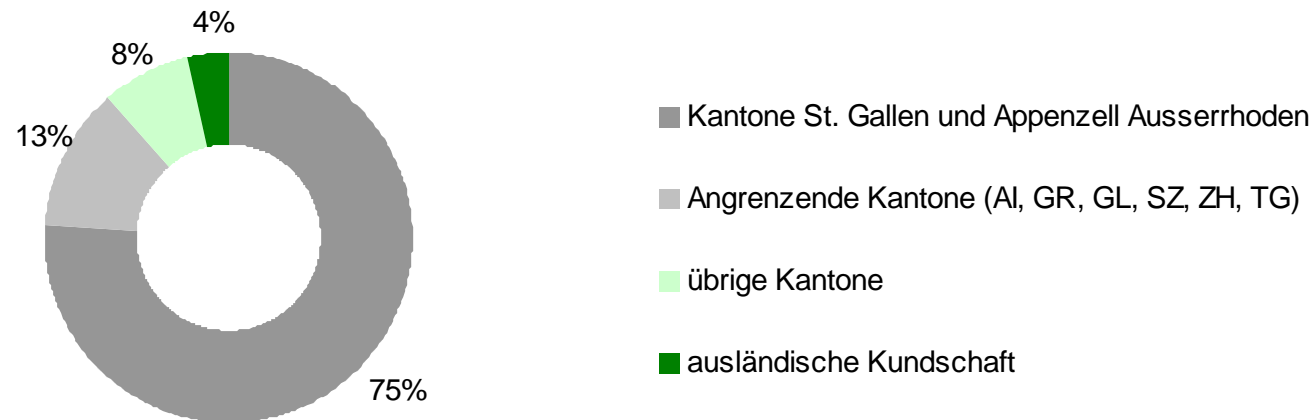 4%
8%
13%
75%
Kantone St. Gallen und Appenzell Ausserrhoden
Angrenzende Kantone (AI, GR, GL, SZ, ZH, TG)
übrige Kantone
ausländische Kundschaft